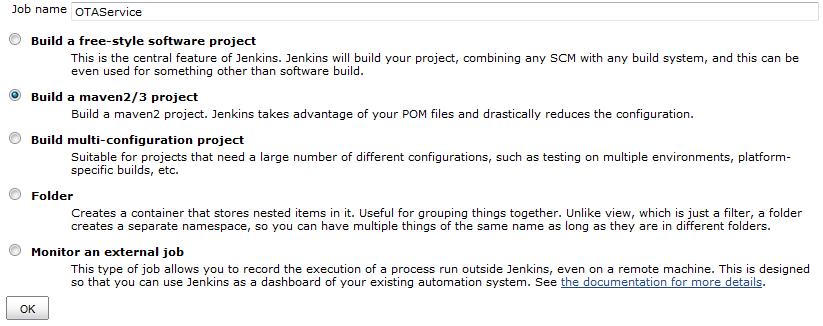 Job name OTAService
Build a free-style software project
This is the central feature of Jenkins. Jenkins will build your project, combining any SCM with any build system, and this can be
even used for something other than software build.
Build a maven2/3 project
Build a maven2 project. Jenkins takes advantage of your POM files and drastically reduces the configuration.
Build multi-configuration project
Suitable for projects that need a large number of different configurations, such as testing on multiple environments, platform-
specific builds, etc.
Folder
Creates a container that stores nested items in it. Useful for grouping things together. Unlike view, which is just a filter, a folder
creates a separate namespace, so you can have multiple things of the same name as long as they are in different folders.
Monitor an external job
This type of job allows you to record the execution of a process run outside Jenkins, even on a remote machine. This is designed
so that you can use Jenkins as a dashboard of your existing automation system. See the documentation for more details.
OK